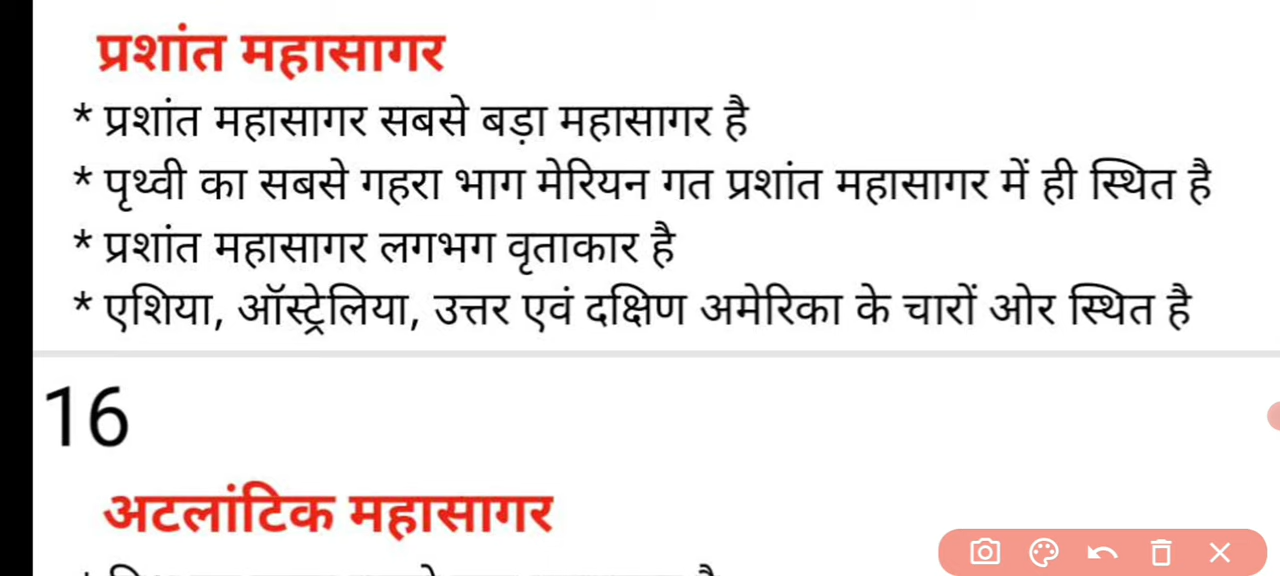 प्रशांत महासागर
* प्रशांत महासागर सबसे बड़ा महासागर है
* पृथ्वी का सबसे गहरा भाग मेरियन गत प्रशांत महासागर में ही स्थित है
* प्रशांत महासागर लगभग वृताकार है
* एशिया, ऑस्ट्रेलिया, उत्तर एवं दक्षिण अमेरिका के चारों ओर स्थित है
16
अटलांटिक महासागर